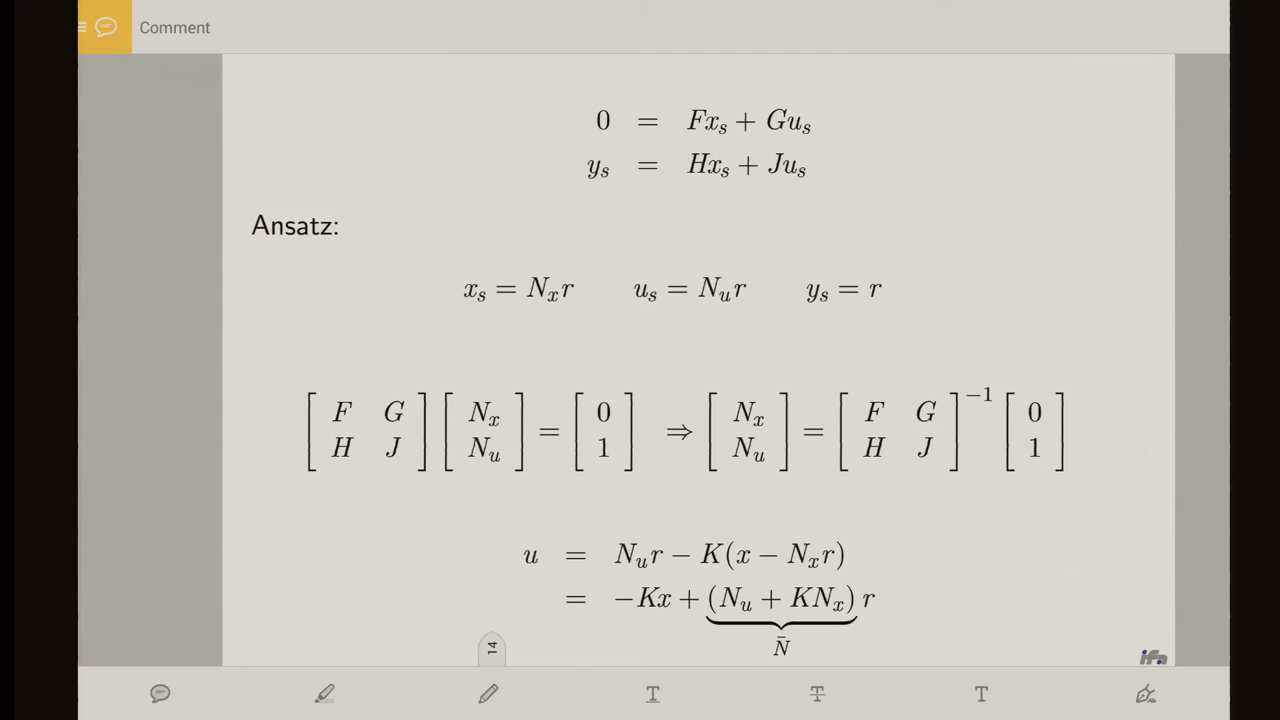 Comment
0 = Fx_s + Gu_s
y_s = Hx_s + Ju_s
Ansatz:
x_s = N_x r u_s = N_u r y_s = r
[ F G ; H J ] [ N_x ; N_u ] = [ 0 ; 1 ] ⇒ [ N_x ; N_u ] = [ F G ; H J ]^{-1} [ 0 ; 1 ]
u = N_u r − K(x − N_x r)
= −Kx + (N_u + KN_x) r
N̄
14
T T T